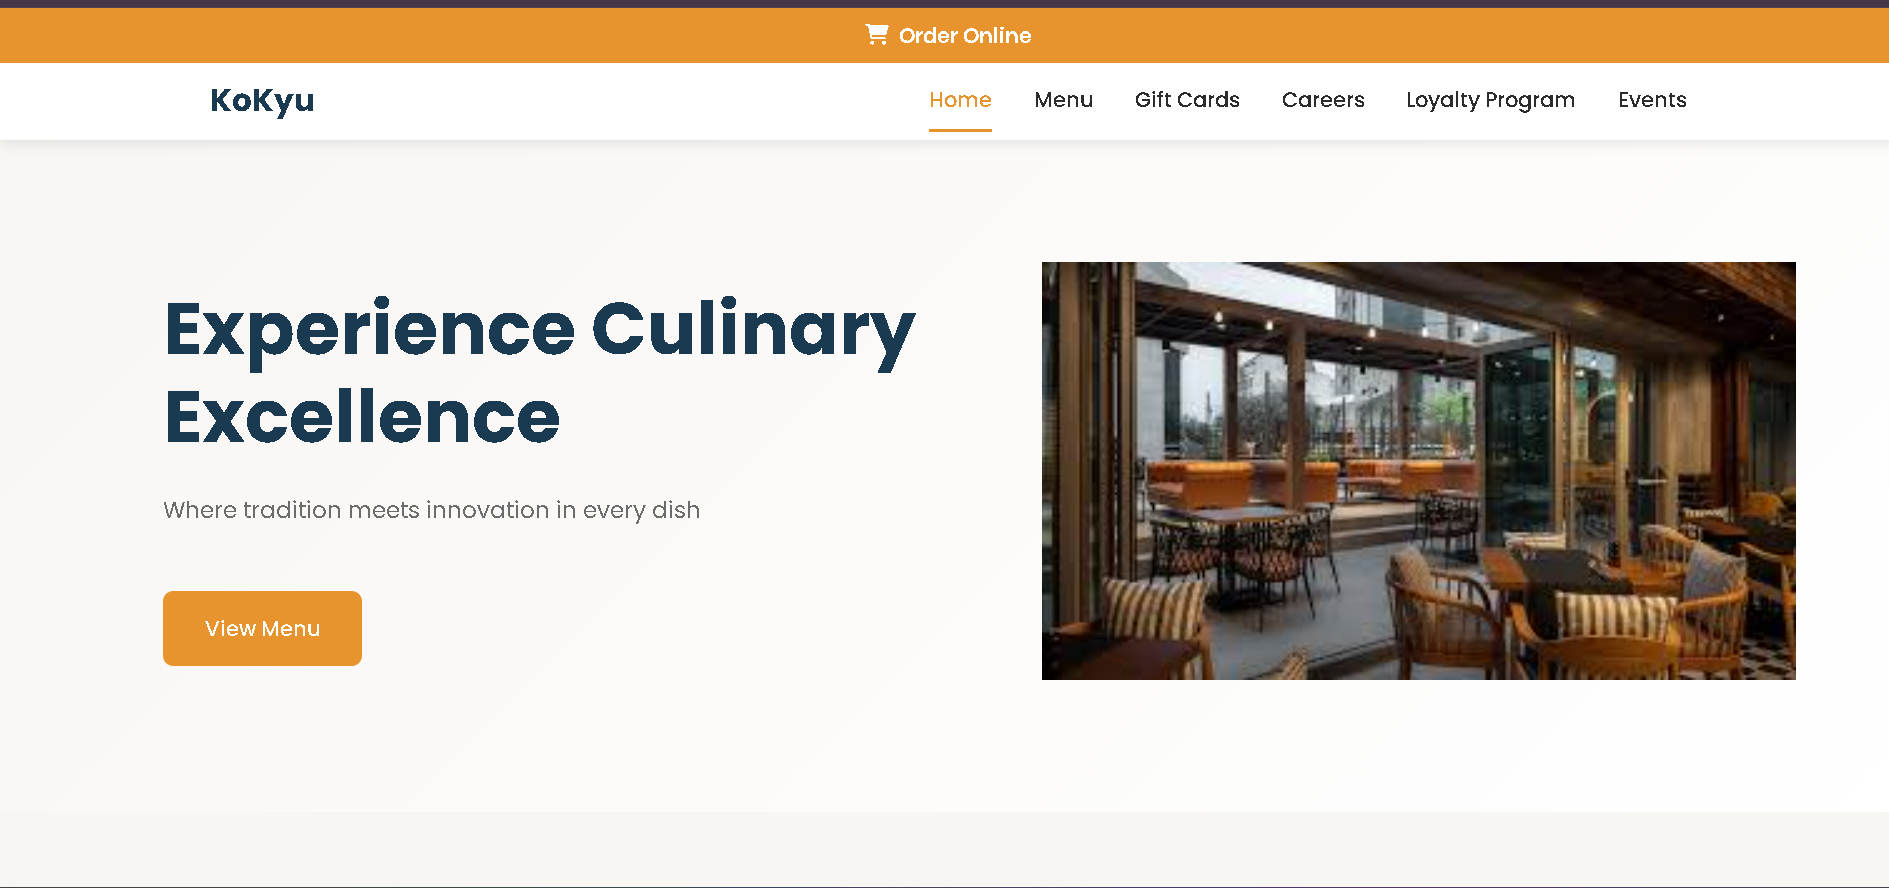 Order Online
KoKyu
Home
Menu
Gift Cards
Careers
Loyalty Program
Events
Experience Culinary
Excellence
Where tradition meets innovation in every dish
View Menu